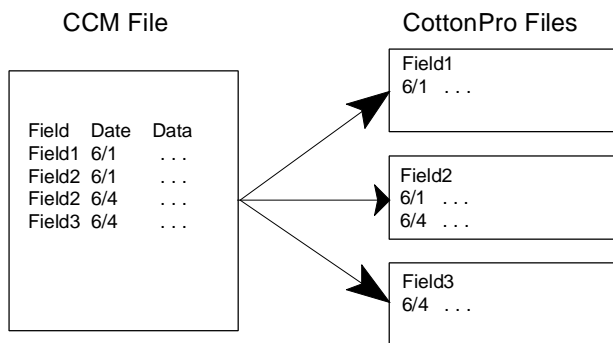 CCM File
Field Date Data
Field1 6/1 . . .
Field2 6/1 . . .
Field2 6/4 . . .
Field3 6/4 . . .
CottonPro Files
Field1
6/1 . . .
Field2
6/1 . . .
6/4 . . .
Field3
6/4 . . .